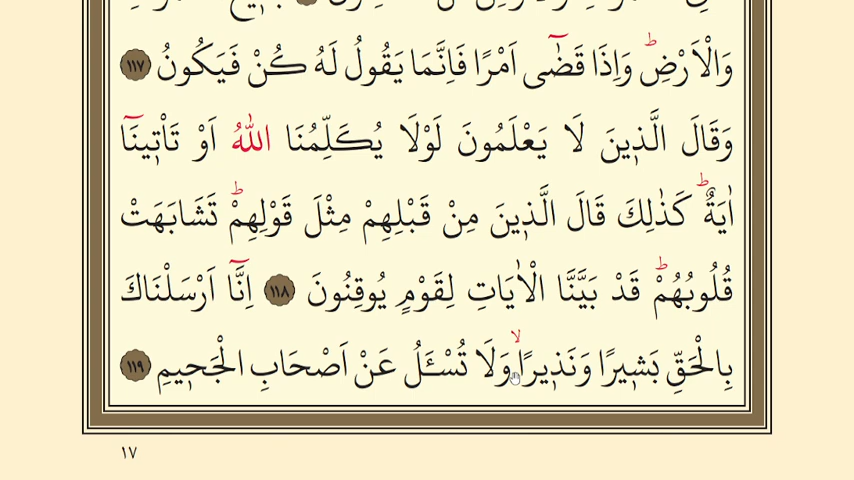 وَالْاَرْضِۜ وَاِذَا قَضٰٓى اَمْرًا فَاِنَّمَا يَقُولُ لَهُ كُنْ فَيَكُونُ ١١٧
وَقَالَ الَّذ۪ينَ لَا يَعْلَمُونَ لَوْلَا يُكَلِّمُنَا اللّٰهُ اَوْ تَأْت۪ينَٓا
اٰيَةٌۜ كَذٰلِكَ قَالَ الَّذ۪ينَ مِنْ قَبْلِهِمْ مِثْلَ قَوْلِهِمْۜ تَشَابَهَتْ
قُلُوبُهُمْۜ قَدْ بَيَّنَّا الْاٰيَاتِ لِقَوْمٍ يُوقِنُونَ ١١٨ اِنَّٓا اَرْسَلْنَاكَ
بِالْحَقِّ بَش۪يرًا وَنَذ۪يرًاۙ وَلَا تُسْـَٔلُ عَنْ اَصْحَابِ الْجَح۪يمِ ١١٩
١٧